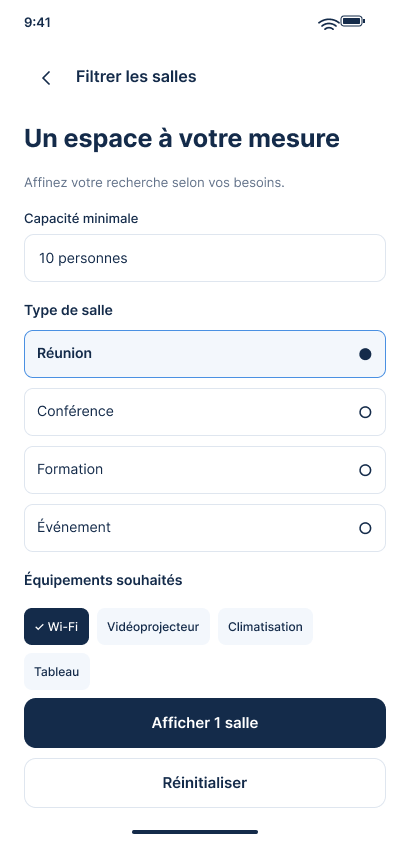 9:41
Filtrer les salles
Un espace à votre mesure
Affinez votre recherche selon vos besoins.
Capacité minimale
10 personnes
Type de salle
Réunion
Conférence
Formation
Événement
Équipements souhaités
✓ Wi-Fi Vidéoprojecteur Climatisation
Tableau
Afficher 1 salle
Réinitialiser